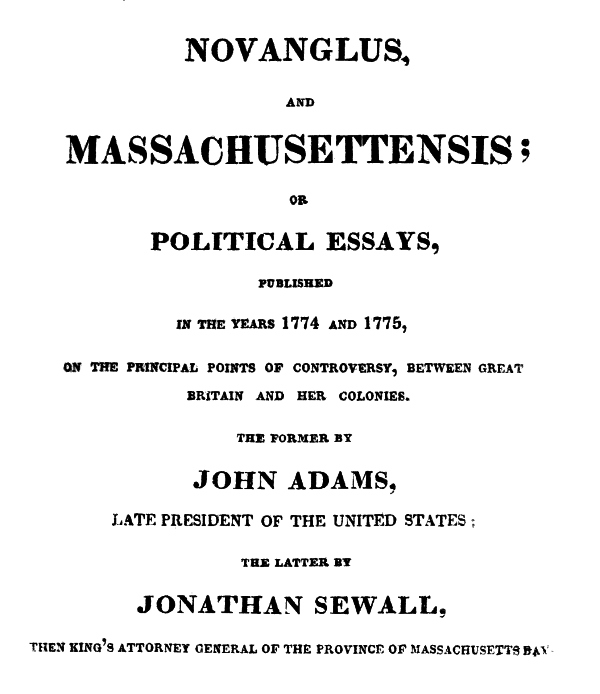 NOVANGLUS,
AND
MASSACHUSETTENSIS;
OR
POLITICAL ESSAYS,
PUBLISHED
IN THE YEARS 1774 AND 1775,
ON THE PRINCIPAL POINTS OF CONTROVERSY, BETWEEN GREAT
BRITAIN AND HER COLONIES.
THE FORMER BY
JOHN ADAMS,
LATE PRESIDENT OF THE UNITED STATES;
THE LATTER BY
JONATHAN SEWALL,
THEN KING'S ATTORNEY GENERAL OF THE PROVINCE OF MASSACHUSETTS BAY